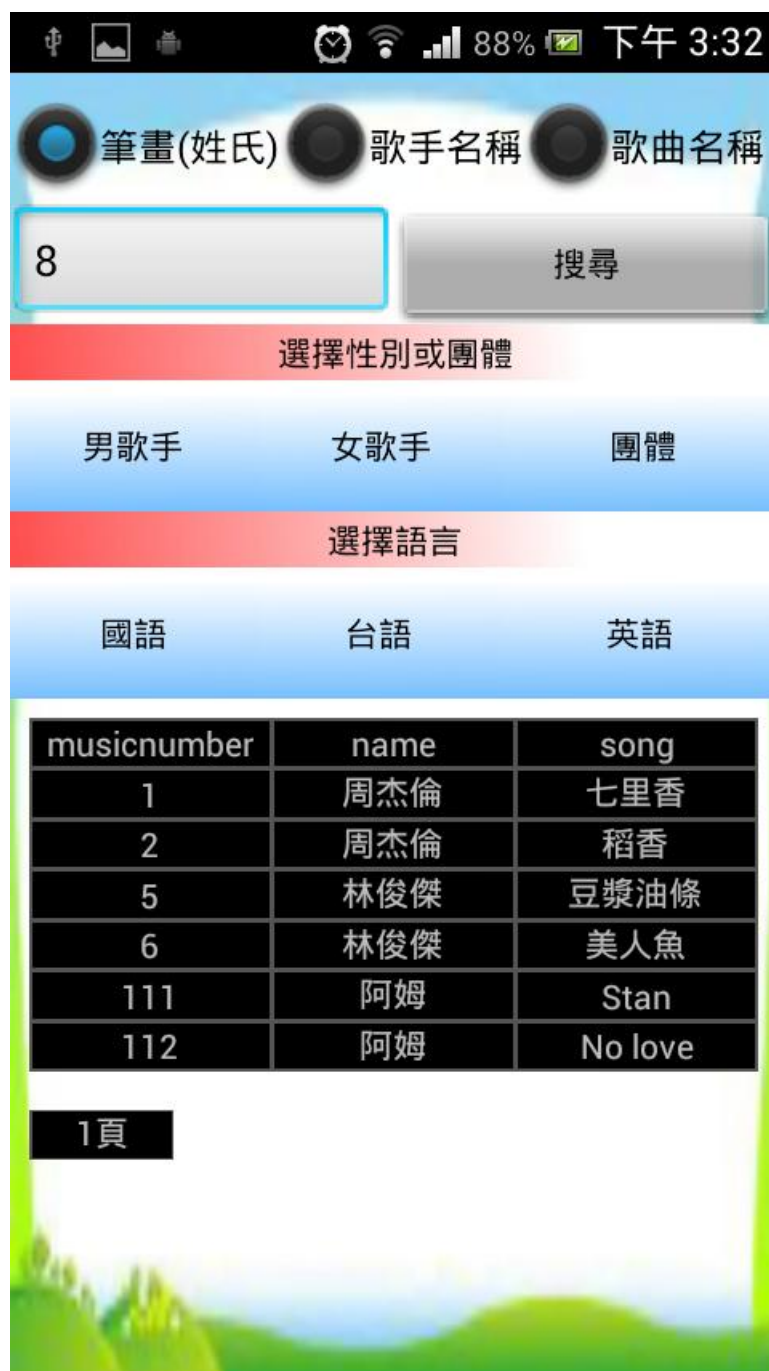 88% 下午 3:32
筆畫(姓氏) 歌手名稱 歌曲名稱
8 搜尋
選擇性別或團體
男歌手 女歌手 團體
選擇語言
國語 台語 英語
musicnumber name song
1 周杰倫 七里香
2 周杰倫 稻香
5 林俊傑 豆漿油條
6 林俊傑 美人魚
111 阿姆 Stan
112 阿姆 No love
1頁